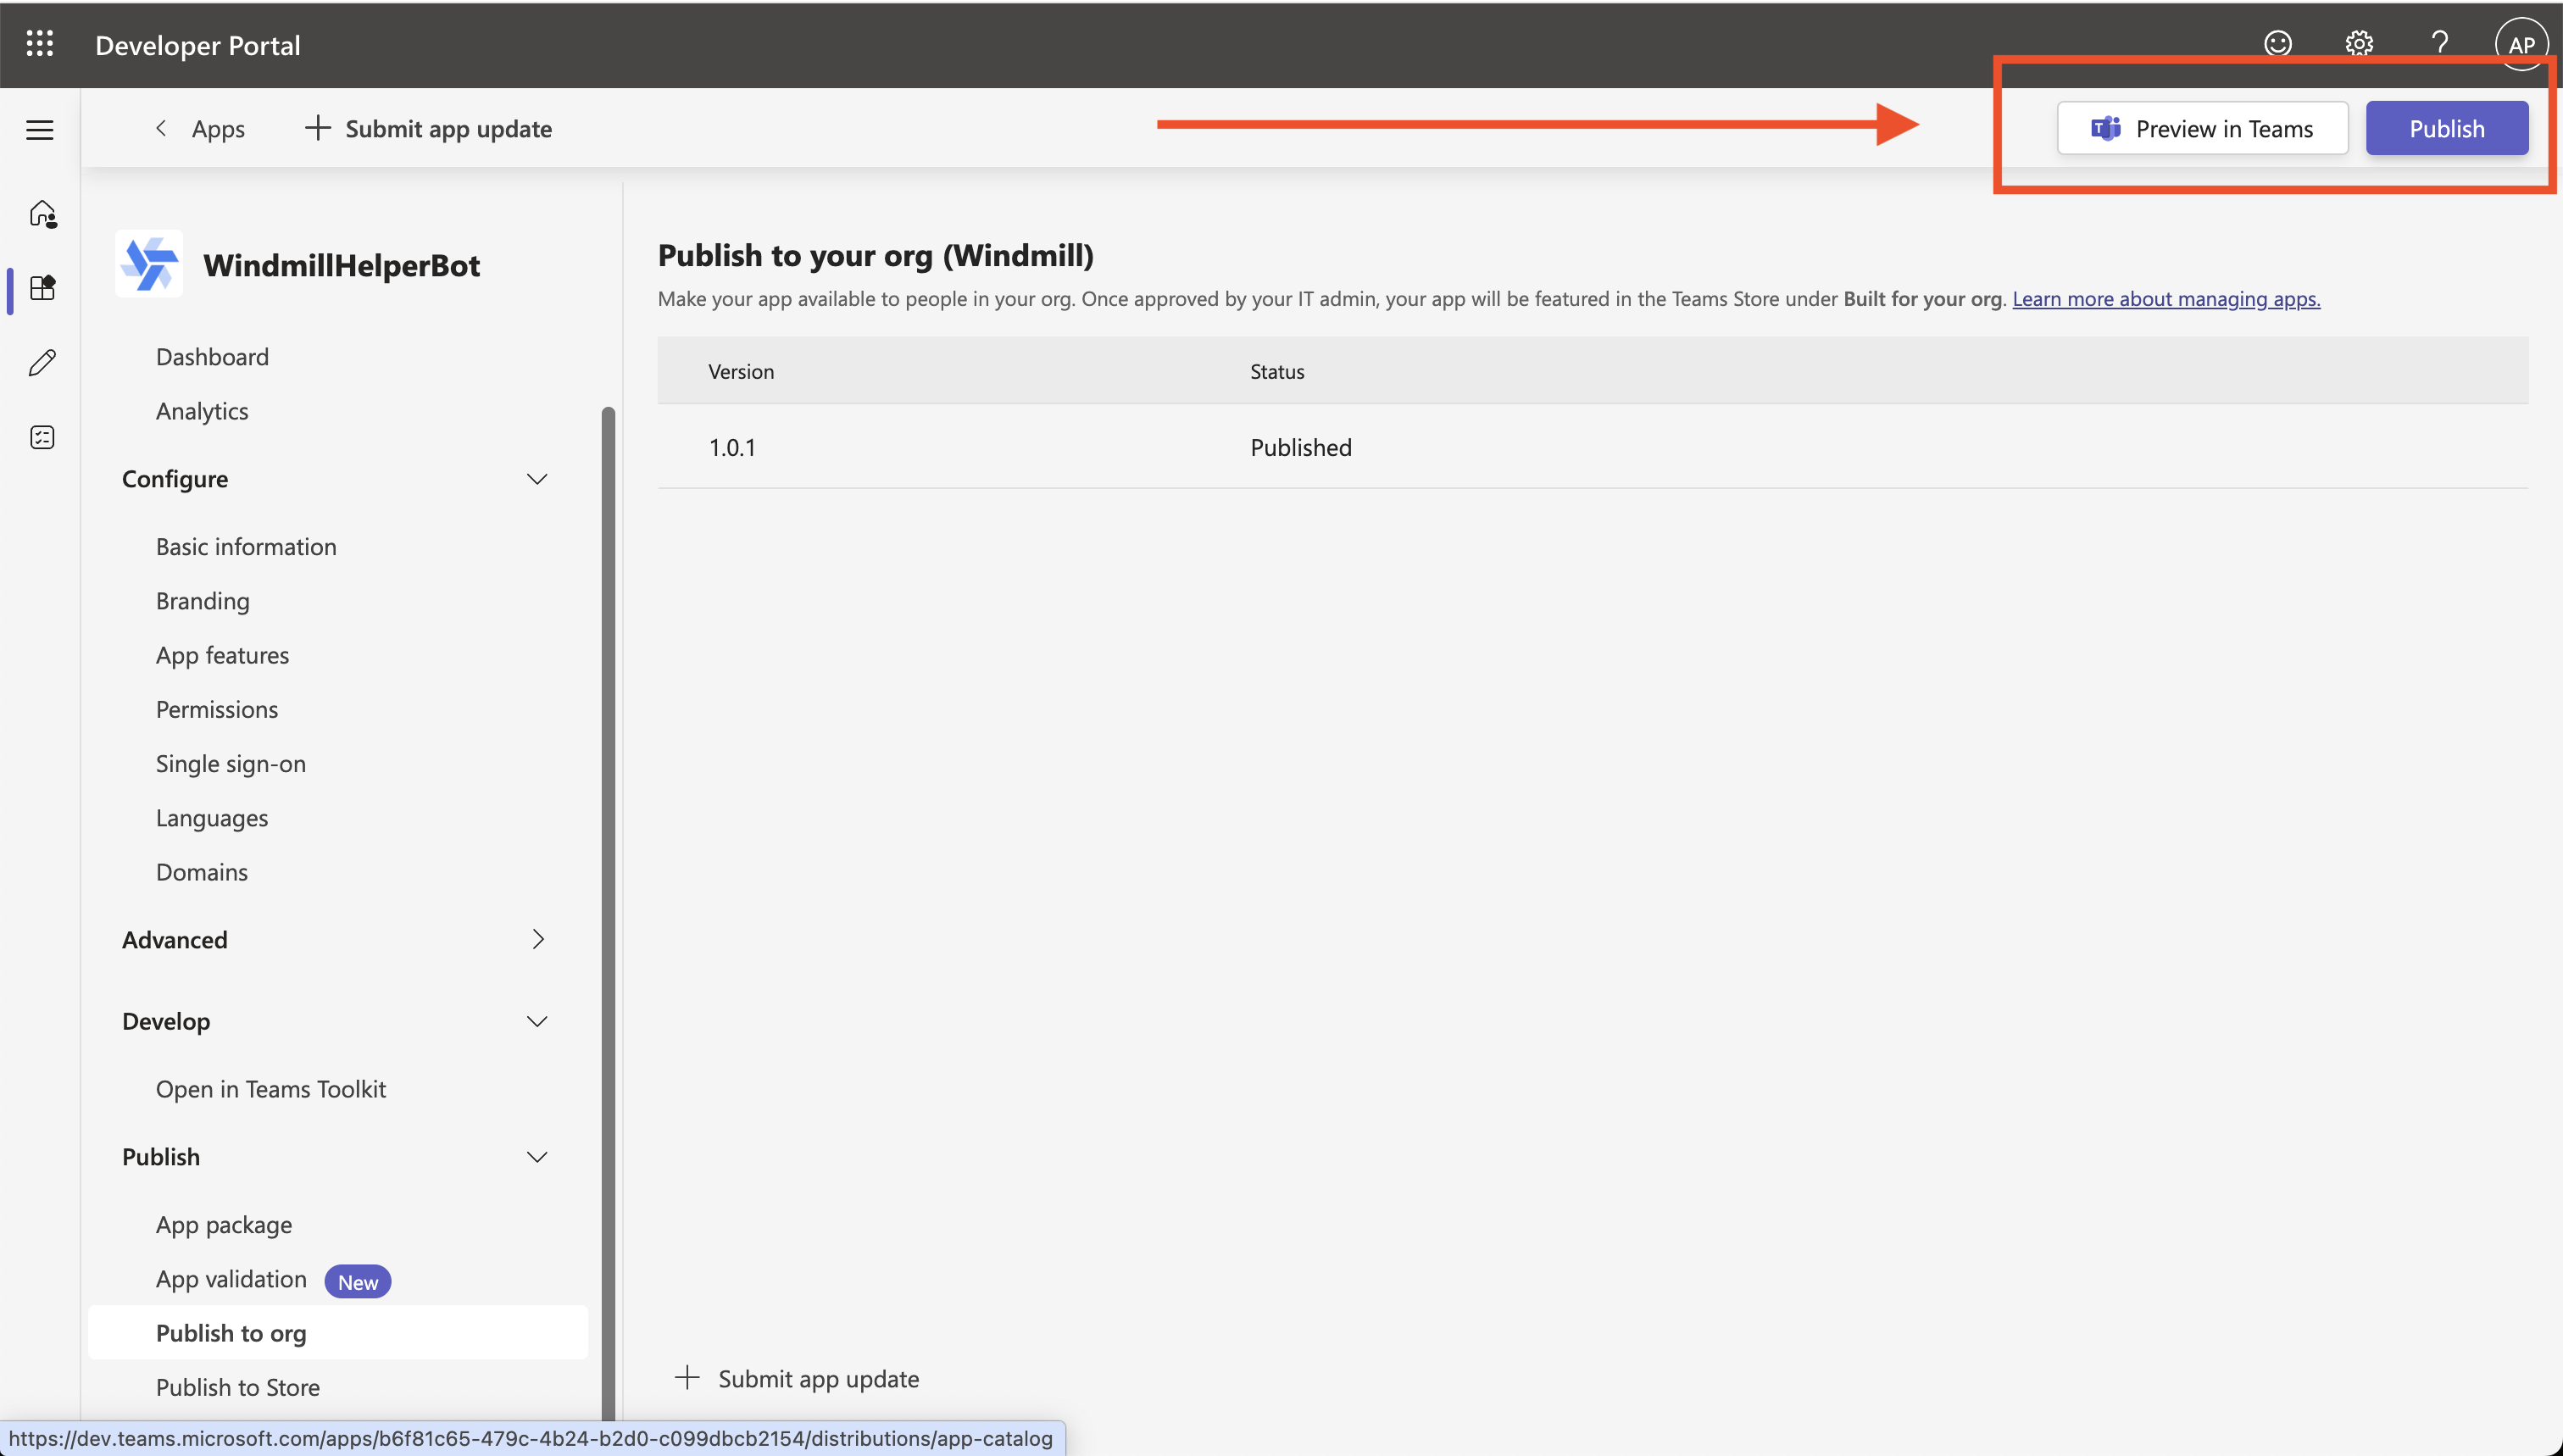 Developer Portal
AP
Apps
Submit app update
Preview in Teams
Publish
WindmillHelperBot
Dashboard
Analytics
Configure
Basic information
Branding
App features
Permissions
Single sign-on
Languages
Domains
Advanced
Develop
Open in Teams Toolkit
Publish
App package
App validation New
Publish to org
Publish to Store
Publish to your org (Windmill)
Make your app available to people in your org. Once approved by your IT admin, your app will be featured in the Teams Store under Built for your org. Learn more about managing apps.
Version Status
1.0.1 Published
Submit app update
https://dev.teams.microsoft.com/apps/b6f81c65-479c-4b24-b2d0-c099dbcb2154/distributions/app-catalog